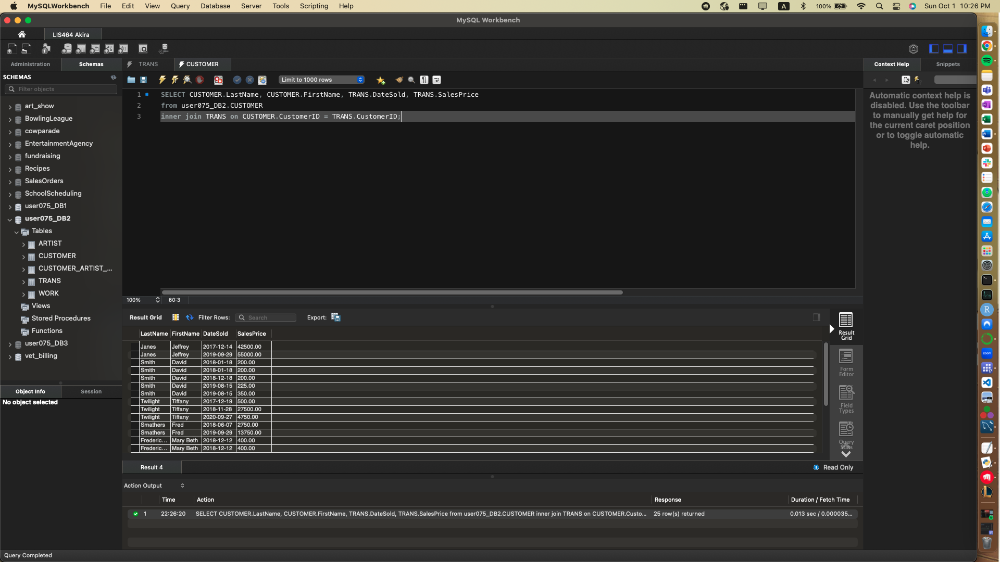 MySQLWorkbench File Edit View Query Database Server Tools Scripting Help A 100% Sun Oct 1 10:26 PM
MySQL Workbench
LIS464 Akira
Administration Schemas TRANS CUSTOMER Context Help Snippets
SCHEMAS
Filter objects
Limit to 1000 rows
art_show
BowlingLeague
cowparade
EntertainmentAgency
fundraising
Recipes
SalesOrders
SchoolScheduling
user075_DB1
user075_DB2
Tables
ARTIST
CUSTOMER
CUSTOMER_ARTIST_...
TRANS
WORK
Views
Stored Procedures
Functions
user075_DB3
vet_billing
Object Info Session
No object selected
1 SELECT CUSTOMER.LastName, CUSTOMER.FirstName, TRANS.DateSold, TRANS.SalesPrice
2 from user075_DB2.CUSTOMER
3 inner join TRANS on CUSTOMER.CustomerID = TRANS.CustomerID;
100% 60:3
Automatic context help is
disabled. Use the toolbar
to manually get help for
the current caret position
or to toggle automatic
help.
Result Grid Filter Rows: Search Export:
LastName FirstName DateSold SalesPrice
Janes Jeffrey 2017-12-14 42500.00
Janes Jeffrey 2019-09-29 55000.00
Smith David 2018-01-18 200.00
Smith David 2018-01-18 200.00
Smith David 2018-12-18 200.00
Smith David 2019-08-15 225.00
Smith David 2019-08-15 350.00
Twilight Tiffany 2017-12-19 500.00
Twilight Tiffany 2018-11-28 27500.00
Twilight Tiffany 2020-09-27 4750.00
Smathers Fred 2018-06-07 2750.00
Smathers Fred 2019-09-29 13750.00
Frederic... Mary Beth 2018-12-12 400.00
Frederic... Mary Beth 2018-12-12 400.00
Result
Grid
Form
Editor
Field
Types
Query
Stats
Result 4 Read Only
Action Output
Time Action Response Duration / Fetch Time
1 22:26:20 SELECT CUSTOMER.LastName, CUSTOMER.FirstName, TRANS.DateSold, TRANS.SalesPrice from user075_DB2.CUSTOMER inner join TRANS on CUSTOMER.Custo... 25 row(s) returned 0.013 sec / 0.000035...
Query Completed
zoom